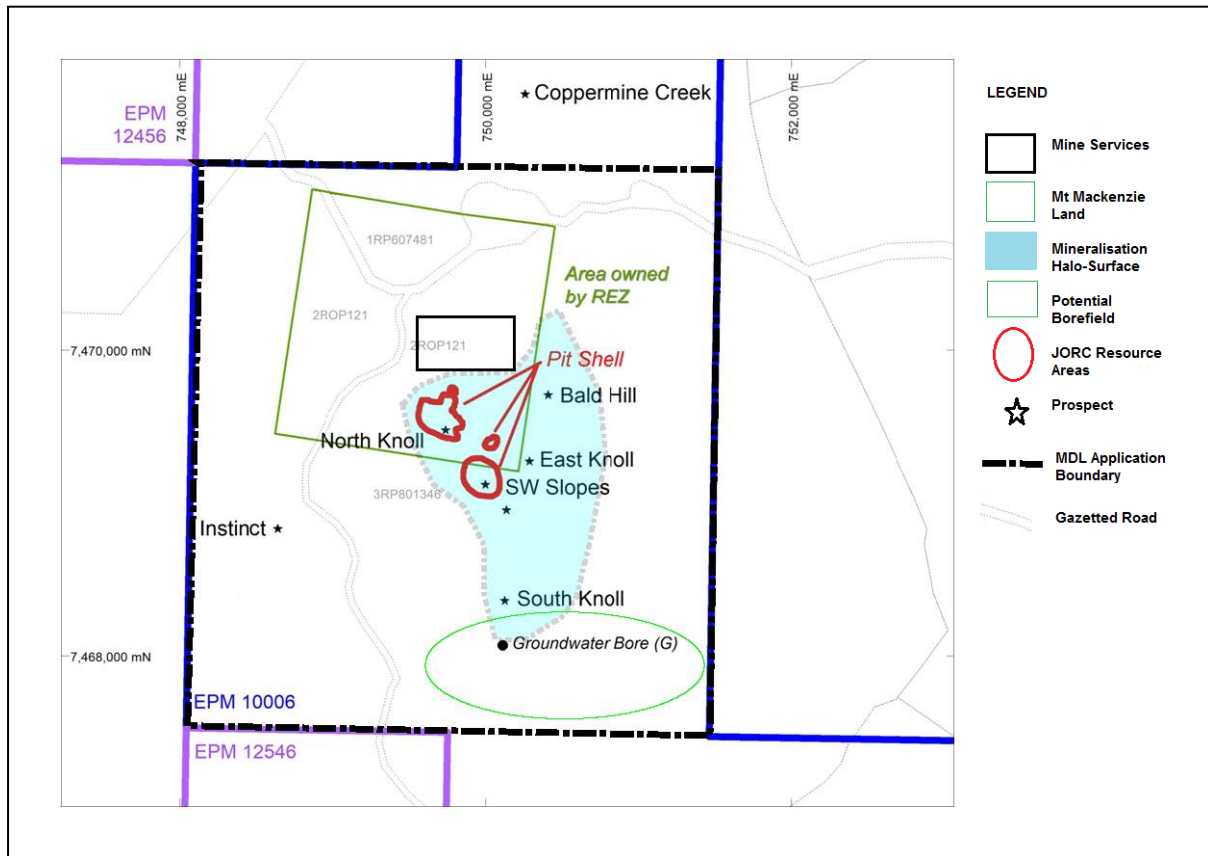 748,000 mE
750,000 mE
752,000 mE
EPM
12456
Coppermine Creek
1RP607481
Area owned
by REZ
2ROP121
2ROP121
7,470,000 mN
Pit Shell
Bald Hill
North Knoll
East Knoll
SW Slopes
3RP801346
Instinct
South Knoll
Groundwater Bore (G)
7,468,000 mN
EPM 10006
EPM 12546
LEGEND
Mine Services
Mt Mackenzie
Land
Mineralisation
Halo-Surface
Potential
Borefield
JORC Resource
Areas
Prospect
MDL Application
Boundary
Gazetted Road